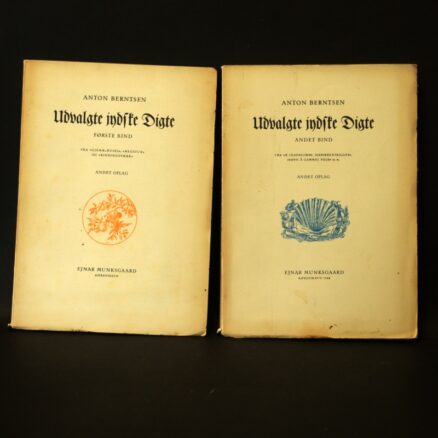 ANTON BERNTSEN
Udvalgte jydske Digte
FØRSTE BIND
ANDET OPLAG
EJNAR MUNKSGAARD
KØBENHAVN
ANTON BERNTSEN
Udvalgte jydske Digte
ANDET BIND
ANDET OPLAG
EJNAR MUNKSGAARD